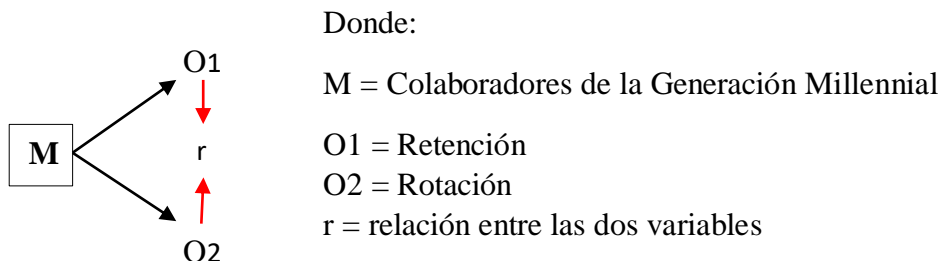 Donde:
O1
M = Colaboradores de la Generación Millennial
M
r
O1 = Retención
O2 = Rotación
r = relación entre las dos variables
O2